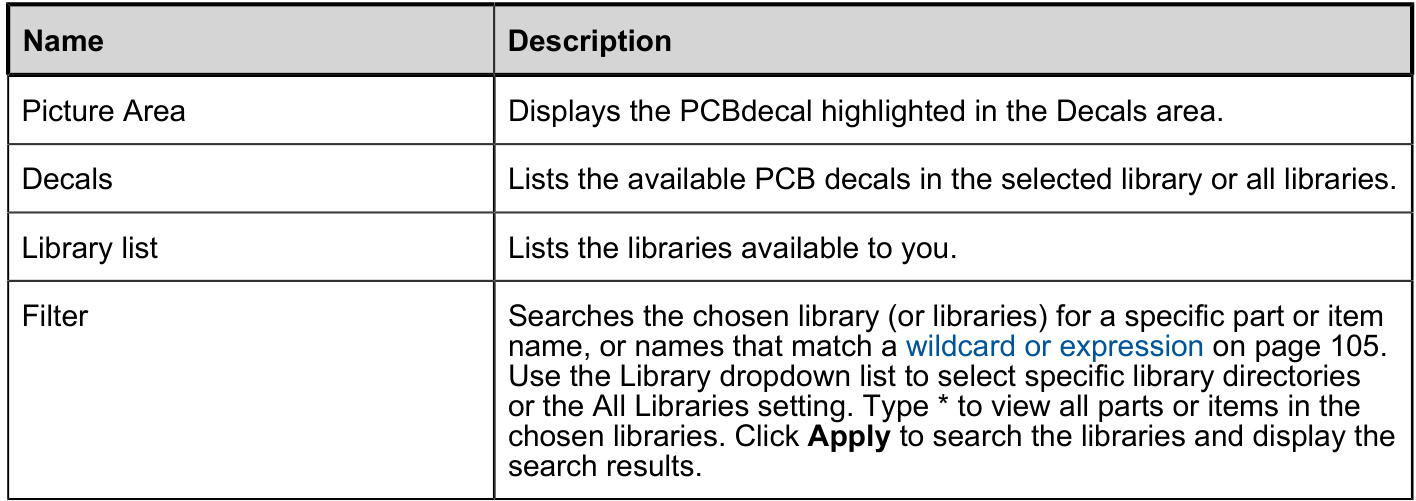 Name Description
Picture Area Displays the PCBdecal highlighted in the Decals area.
Decals Lists the available PCB decals in the selected library or all libraries.
Library list Lists the libraries available to you.
Filter Searches the chosen library (or libraries) for a specific part or item
name, or names that match a wildcard or expression on page 105.
Use the Library dropdown list to select specific library directories
or the All Libraries setting. Type * to view all parts or items in the
chosen libraries. Click Apply to search the libraries and display the
search results.